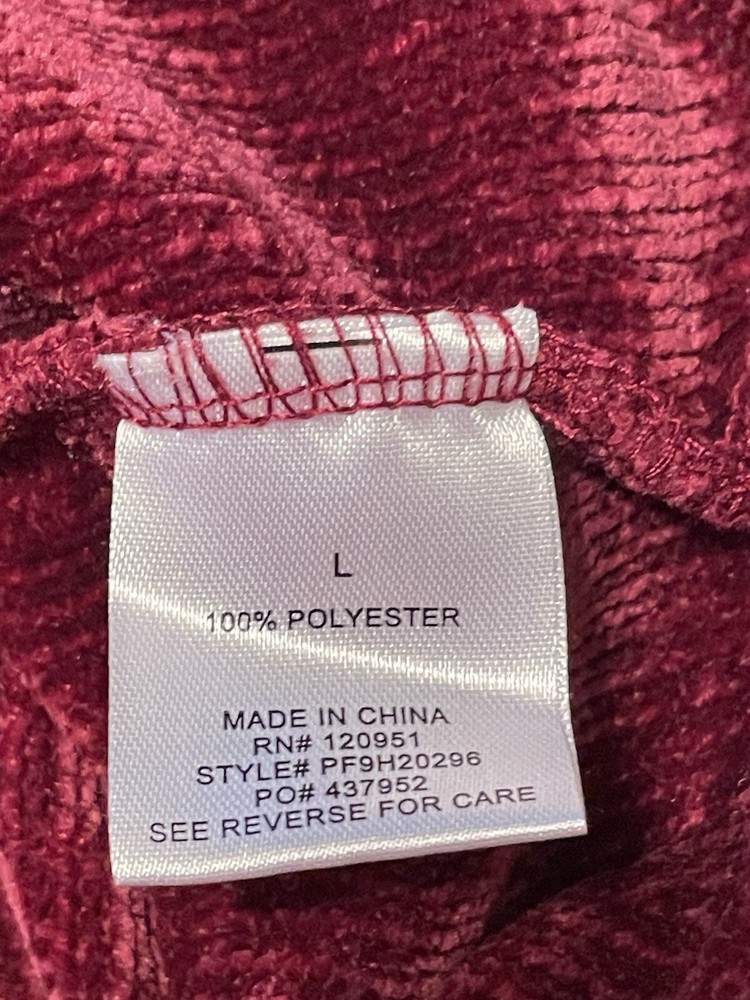 L
100% POLYESTER
MADE IN CHINA
RN# 120951
STYLE# PF9H20296
PO# 437952
SEE REVERSE FOR CARE